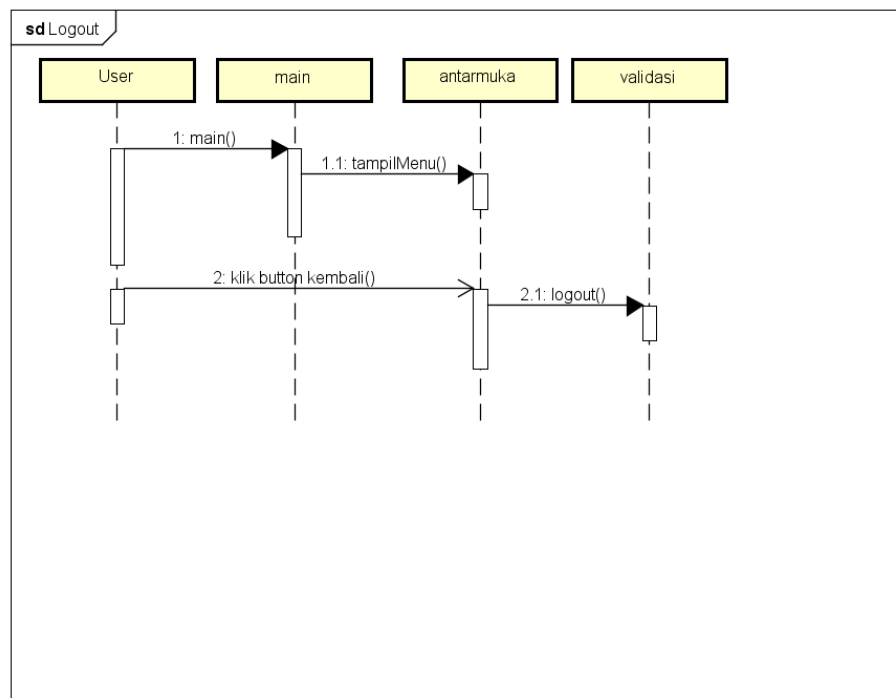 sd Logout
User
main
antarmuka
validasi
1: main()
1.1: tampilMenu()
2: klik button kembali()
2.1: logout()